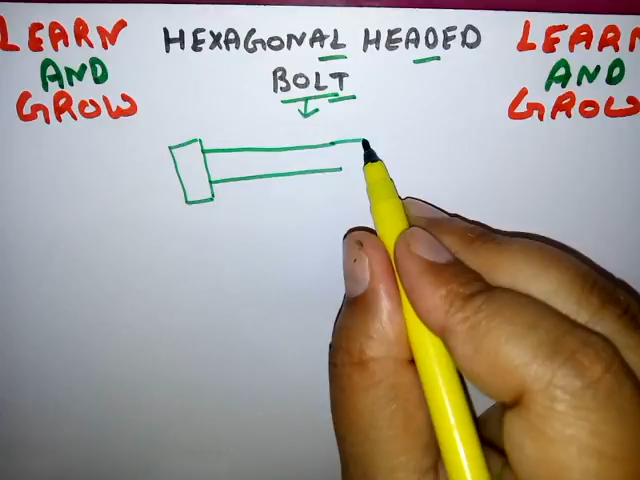 LEARN
AND
GROW
HEXAGONAL HEADED
BOLT
LEARN
AND
GROW